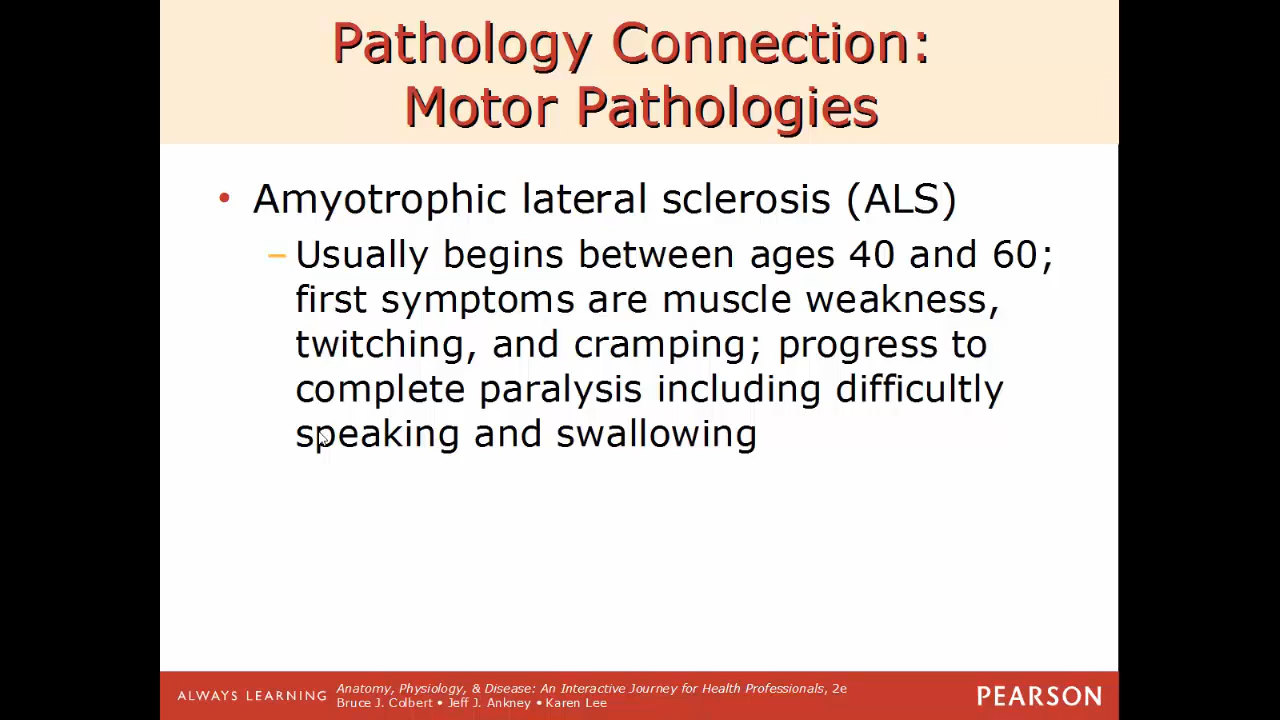 Pathology Connection:
Motor Pathologies
• Amyotrophic lateral sclerosis (ALS)
– Usually begins between ages 40 and 60;
first symptoms are muscle weakness,
twitching, and cramping; progress to
complete paralysis including difficultly
speaking and swallowing
ALWAYS LEARNING
Anatomy, Physiology, & Disease: An Interactive Journey for Health Professionals, 2e
Bruce J. Colbert • Jeff J. Ankney • Karen Lee
PEARSON